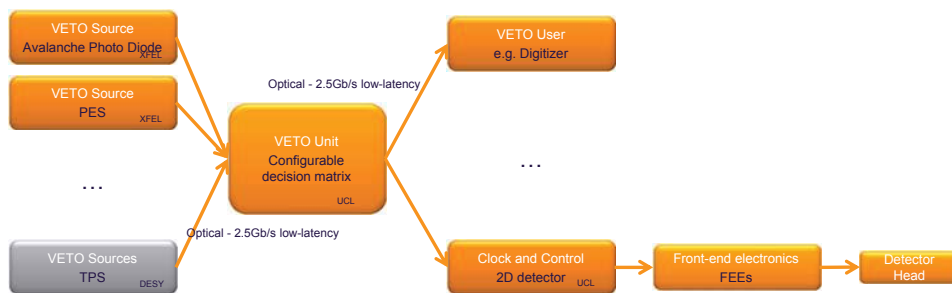 VETO Source
Avalanche Photo Diode
XFEL
VETO Source
PES
XFEL
...
VETO Sources
TPS
DESY
Optical - 2.5Gb/s low-latency
VETO Unit
Configurable
decision matrix
UCL
Optical - 2.5Gb/s low-latency
VETO User
e.g. Digitizer
...
Clock and Control
2D detector
UCL
Front-end electronics
FEEs
Detector
Head